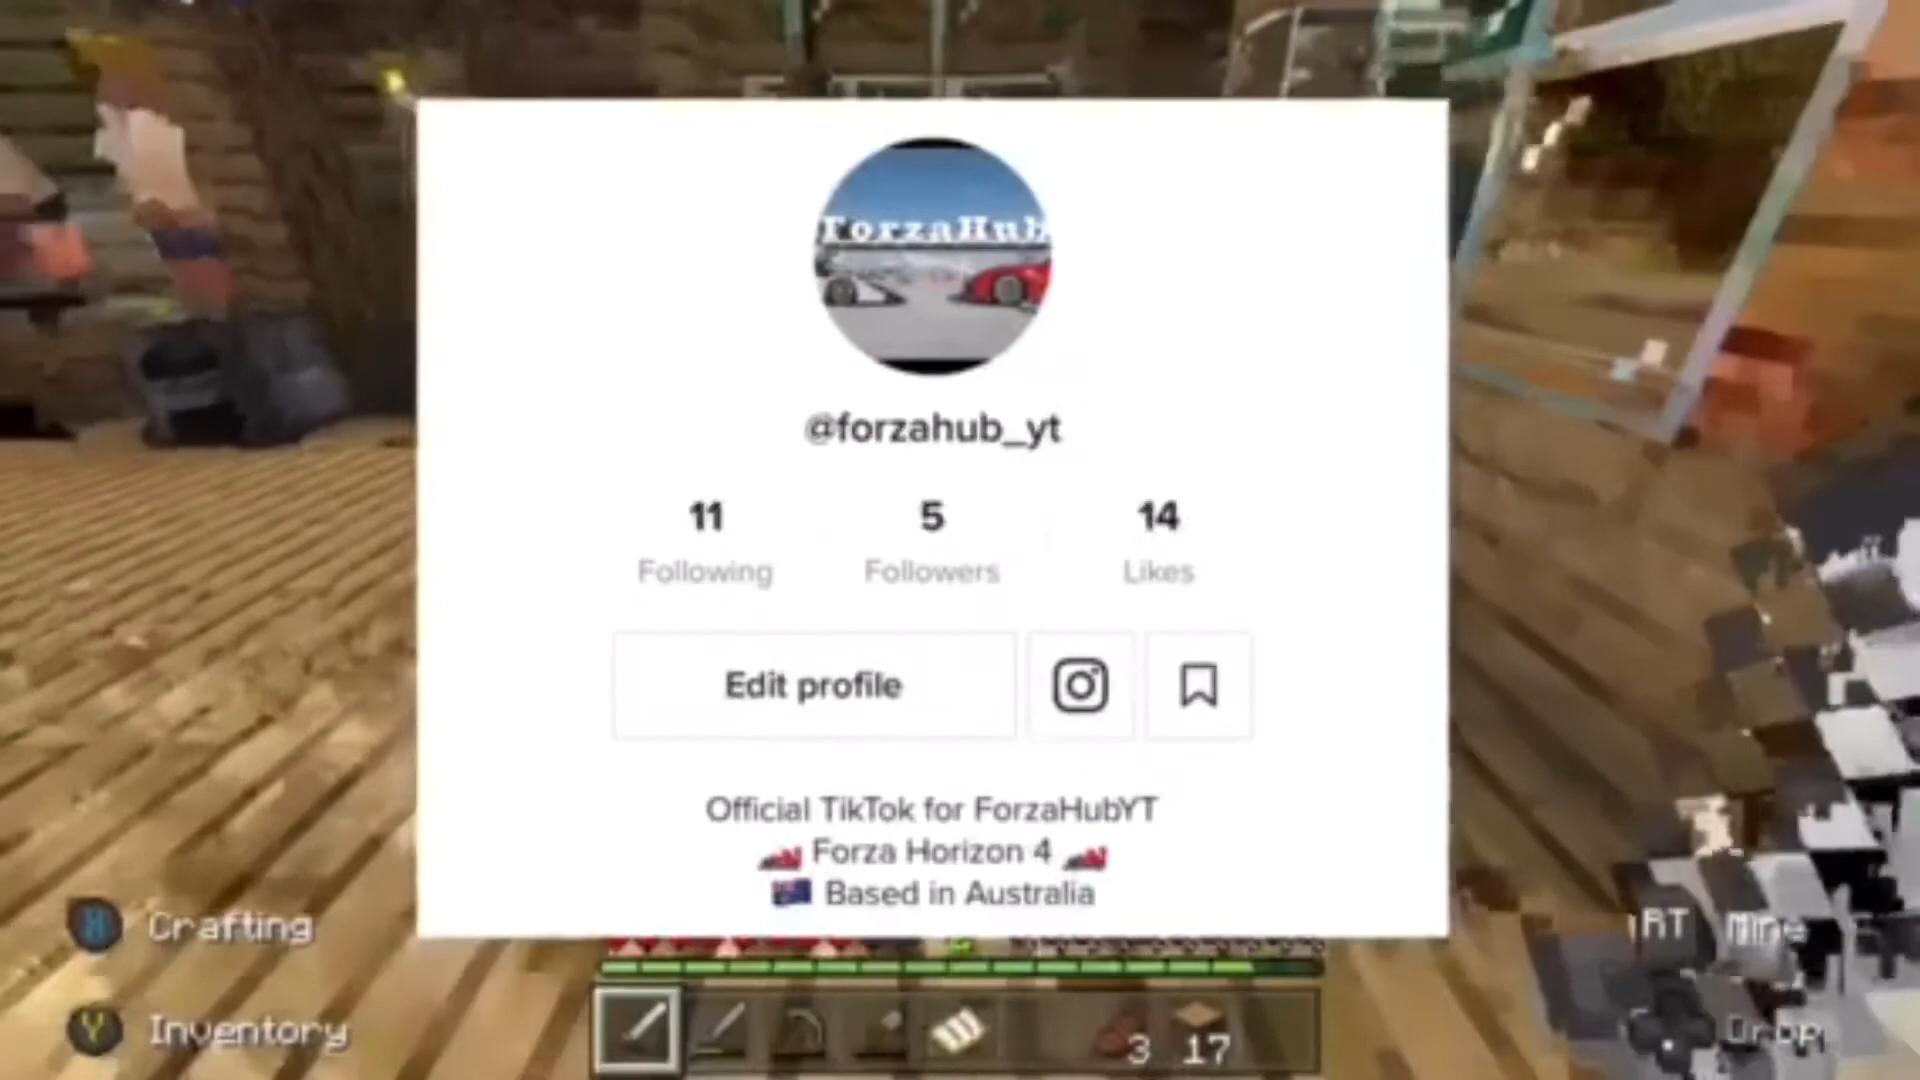 ForzaHub
@forzahub_yt
11 5 14
Following Followers Likes
Edit profile
Official TikTok for ForzaHubYT
Forza Horizon 4
Based in Australia
X Crafting
RT Mine
Y Inventory
3 17
Drop